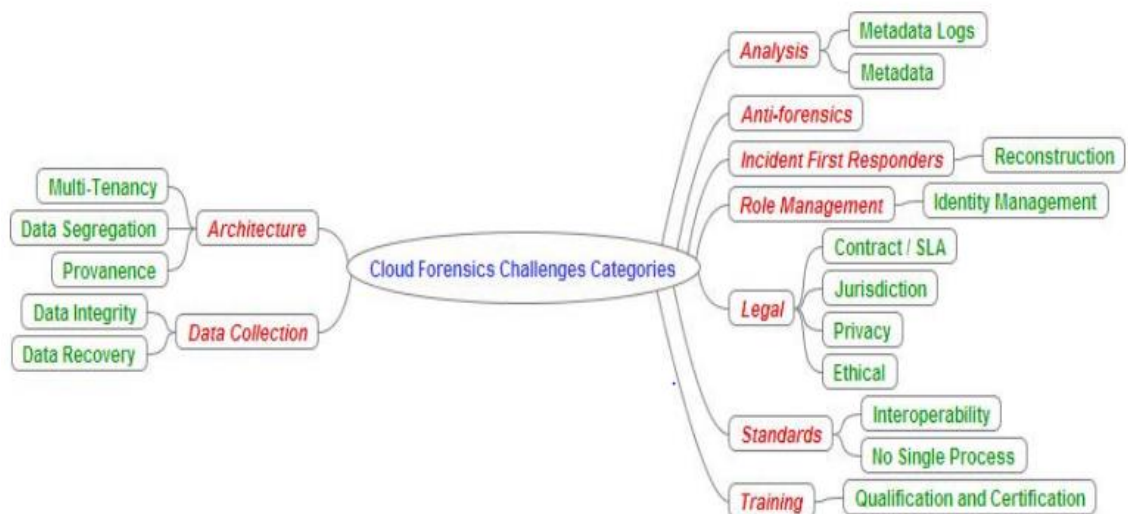 Cloud Forensics Challenges Categories
Architecture
Multi-Tenancy
Data Segregation
Provanence
Data Collection
Data Integrity
Data Recovery
Analysis
Metadata Logs
Metadata
Anti-forensics
Incident First Responders
Reconstruction
Role Management
Identity Management
Legal
Contract / SLA
Jurisdiction
Privacy
Ethical
Standards
Interoperability
No Single Process
Training
Qualification and Certification